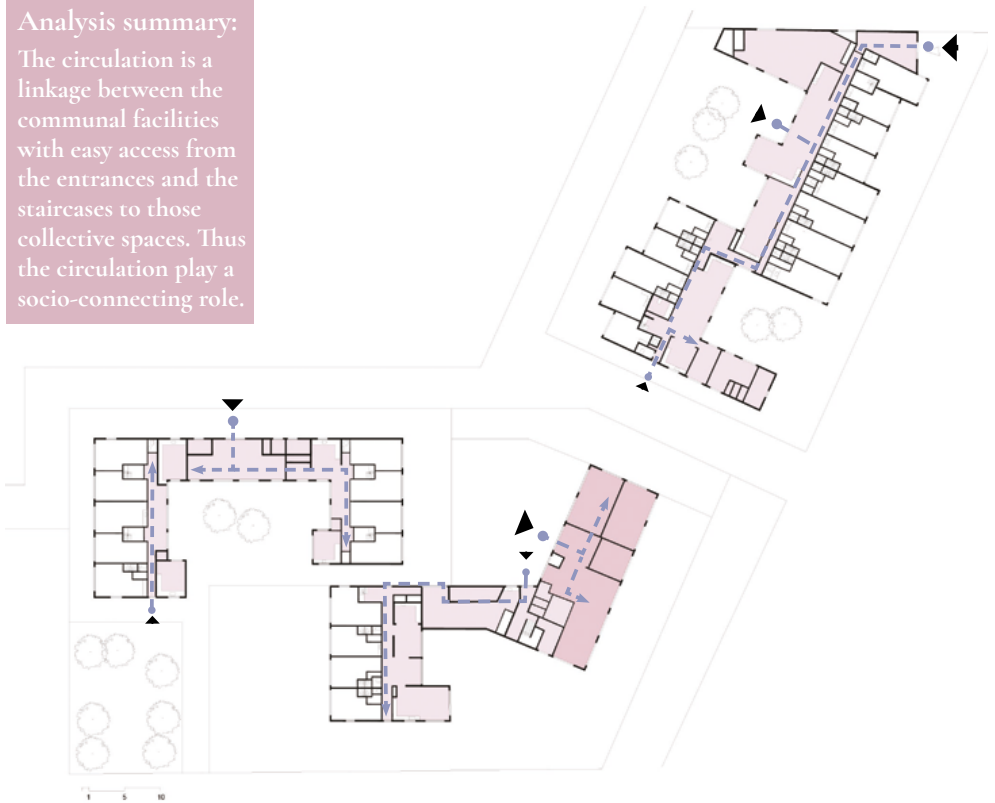 Analysis summary:
The circulation is a
linkage between the
communal facilities
with easy access from
the entrances and the
staircases to those
collective spaces. Thus
the circulation play a
socio-connecting role.
1 5 10